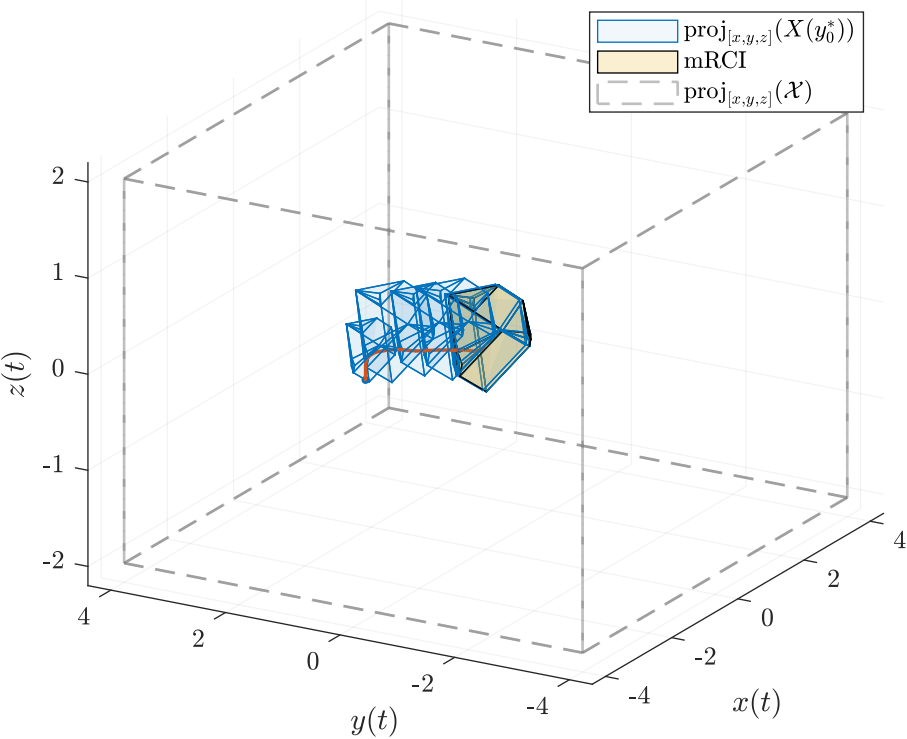 proj[x,y,z](X(y₀*))
mRCI
proj[x,y,z](𝒳)
2
1
0
-1
-2
z(t)
4
2
0
-2
-4
y(t)
-4
-2
0
2
4
x(t)